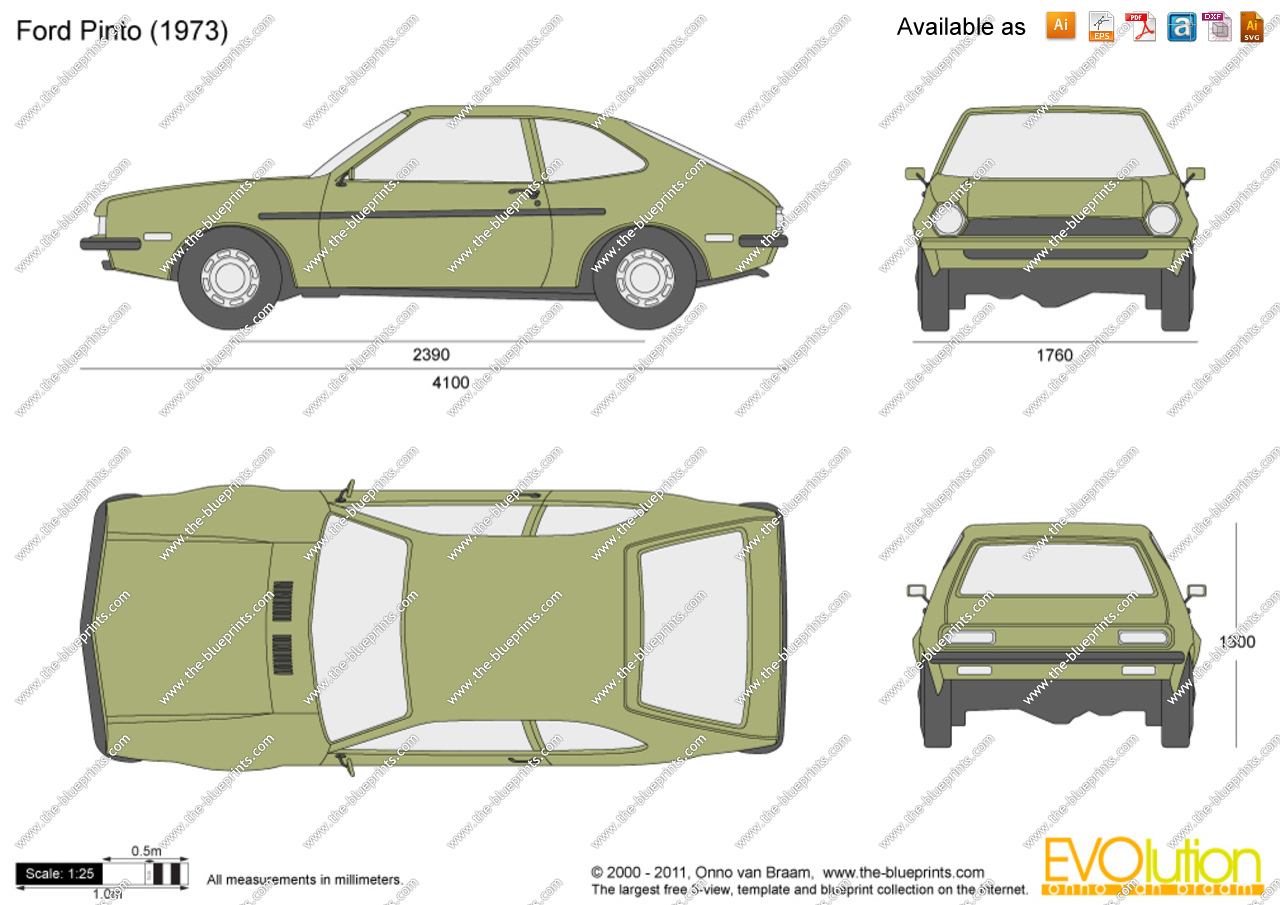 Ford Pinto (1973)
Available as
Ai
EPS
PDF
a
DXF
Ai
SVG
2390
4100
1760
1300
0.5m
Scale: 1:25
1.0m
All measurements in millimeters.
© 2000 - 2011, Onno van Braam, www.the-blueprints.com
The largest free 3-view, template and blueprint collection on the internet.
EVOlution
onno van braam
www.the-blueprints.com